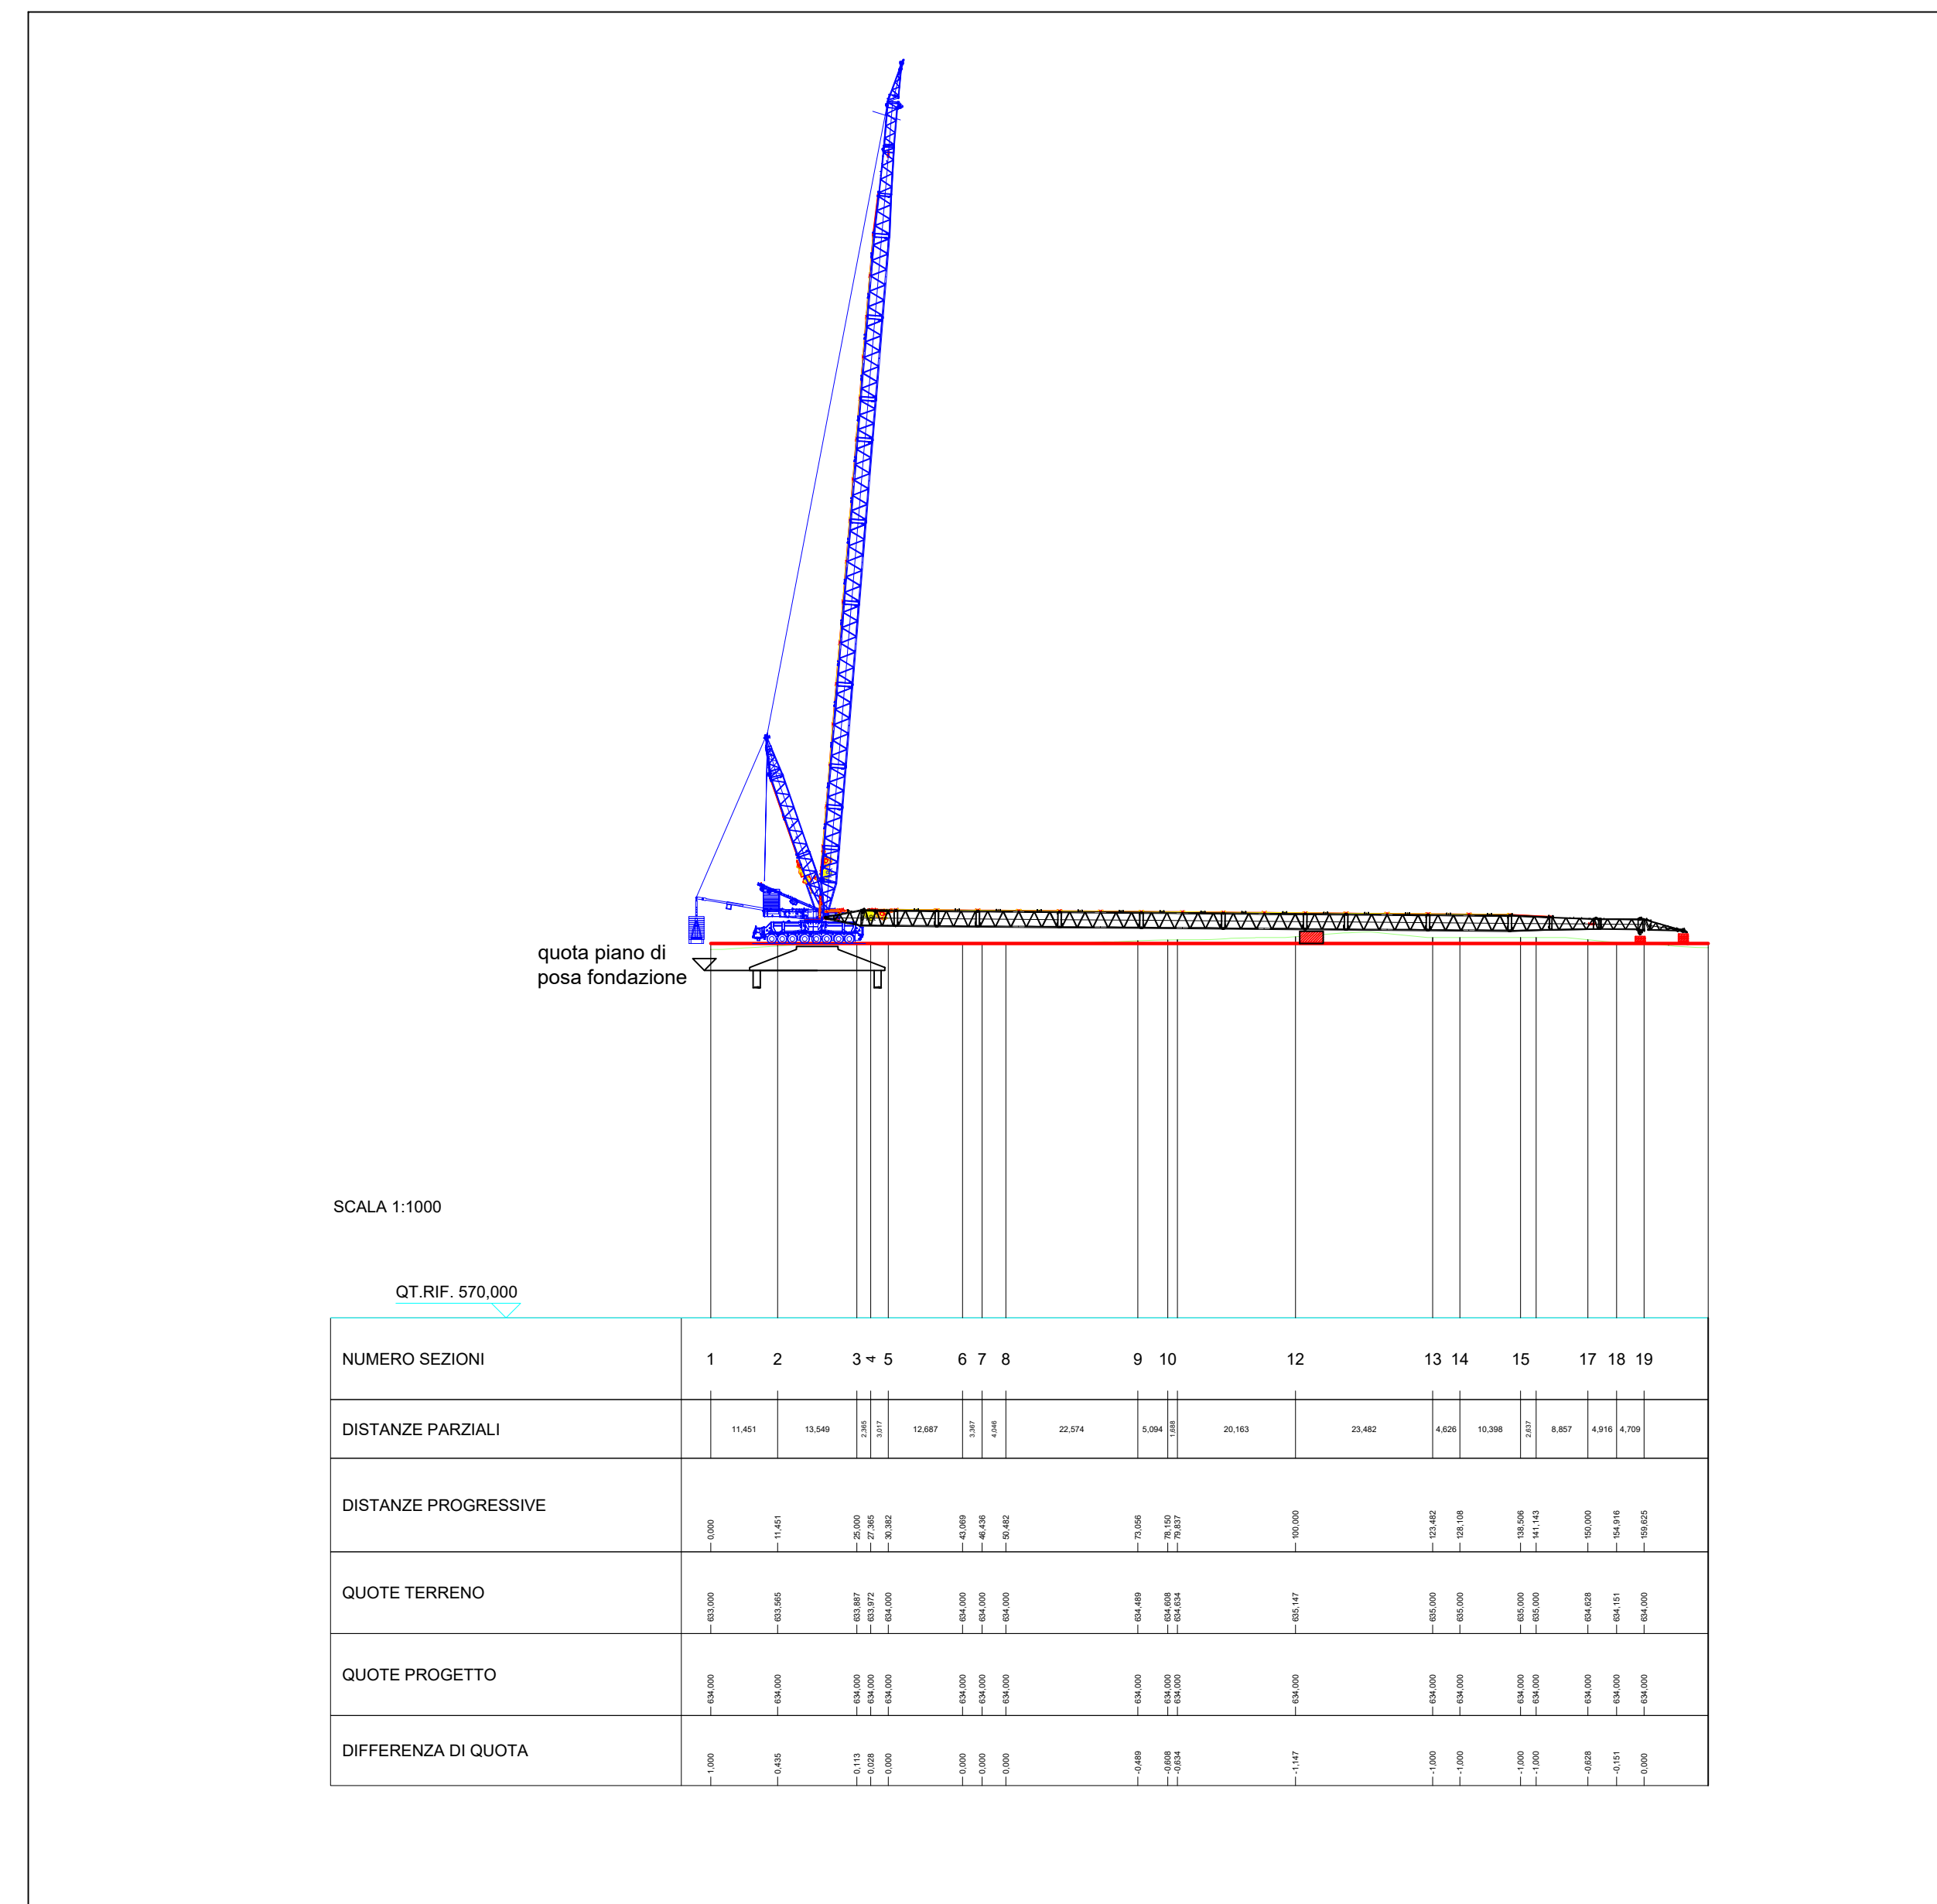 quota piano di
posa fondazione
SCALA 1:1000
QT.RIF. 570,000
NUMERO SEZIONI 1 2 3 4 5 6 7 8 9 10 12 13 14 15 17 18 19
DISTANZE PARZIALI 11,451 13,549 2,365 3,017 12,687 3,367 4,046 22,574 5,094 1,688 20,163 23,482 4,626 10,398 2,637 8,857 4,916 4,709
DISTANZE PROGRESSIVE 0,000 11,451 25,000 27,365 30,382 43,069 46,436 50,482 73,056 78,150 79,837 100,000 123,482 128,108 138,506 141,143 150,000 154,916 159,625
QUOTE TERRENO 633,000 633,565 633,887 633,972 634,000 634,000 634,000 634,000 634,489 634,608 634,634 635,147 635,000 635,000 635,000 635,000 634,628 634,151 634,000
QUOTE PROGETTO 634,000 634,000 634,000 634,000 634,000 634,000 634,000 634,000 634,000 634,000 634,000 634,000 634,000 634,000 634,000 634,000 634,000 634,000 634,000
DIFFERENZA DI QUOTA 1,000 0,435 0,113 0,028 0,000 0,000 0,000 0,000 -0,489 -0,608 -0,634 -1,147 -1,000 -1,000 -1,000 -1,000 -0,628 -0,151 0,000